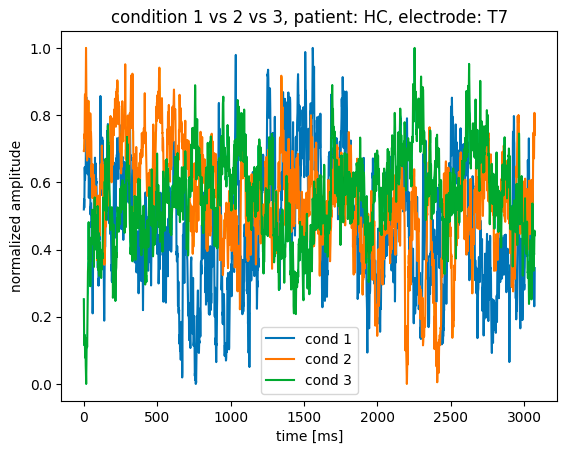 condition 1 vs 2 vs 3, patient: HC, electrode: T7
normalized amplitude
1.0
0.8
0.6
0.4
0.2
0.0
cond 1
cond 2
cond 3
0 500 1000 1500 2000 2500 3000
time [ms]